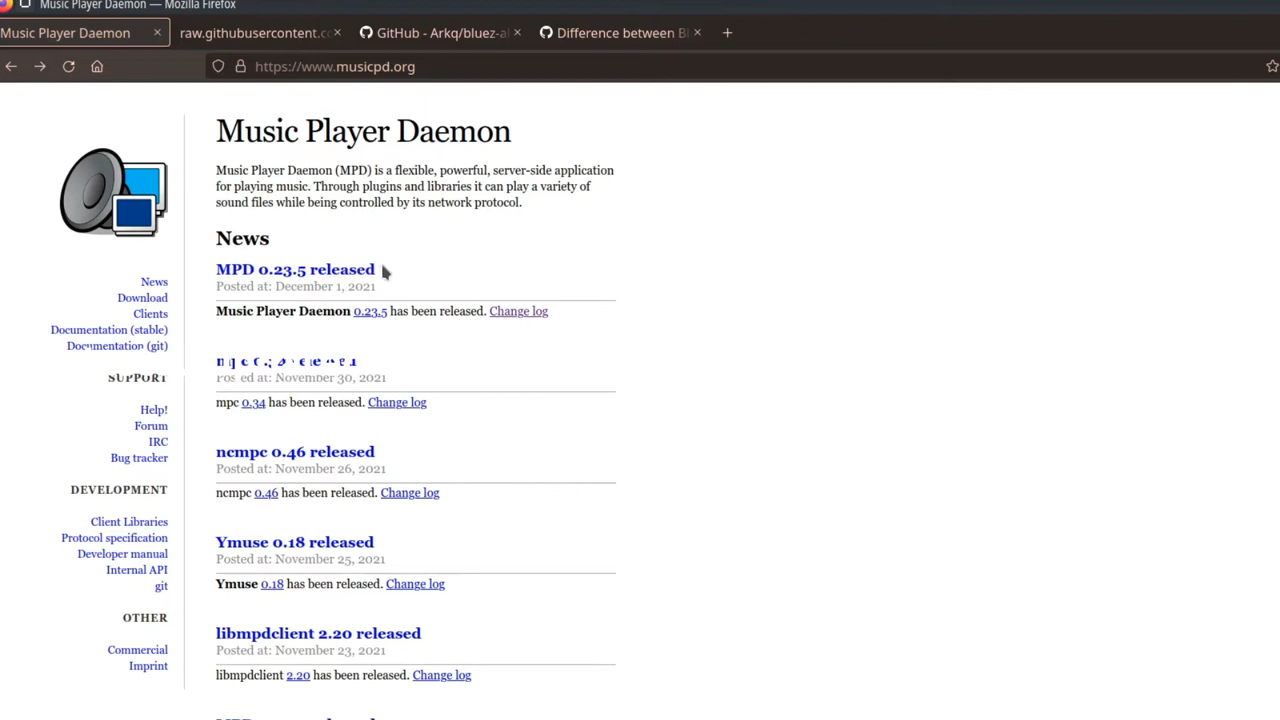 Music Player Daemon — Mozilla Firefox
Music Player Daemon
raw.githubusercontent.c
GitHub - Arkq/bluez-al
Difference between Bl
https://www.musicpd.org
Music Player Daemon
Music Player Daemon (MPD) is a flexible, powerful, server-side application
for playing music. Through plugins and libraries it can play a variety of
sound files while being controlled by its network protocol.
News
MPD 0.23.5 released
Posted at: December 1, 2021
Music Player Daemon 0.23.5 has been released. Change log
Posted at: November 30, 2021
mpc 0.34 has been released. Change log
ncmpc 0.46 released
Posted at: November 26, 2021
ncmpc 0.46 has been released. Change log
Ymuse 0.18 released
Posted at: November 25, 2021
Ymuse 0.18 has been released. Change log
libmpdclient 2.20 released
Posted at: November 23, 2021
libmpdclient 2.20 has been released. Change log
News
Download
Clients
Documentation (stable)
Documentation (git)
SUPPORT
Help!
Forum
IRC
Bug tracker
DEVELOPMENT
Client Libraries
Protocol specification
Developer manual
Internal API
git
OTHER
Commercial
Imprint